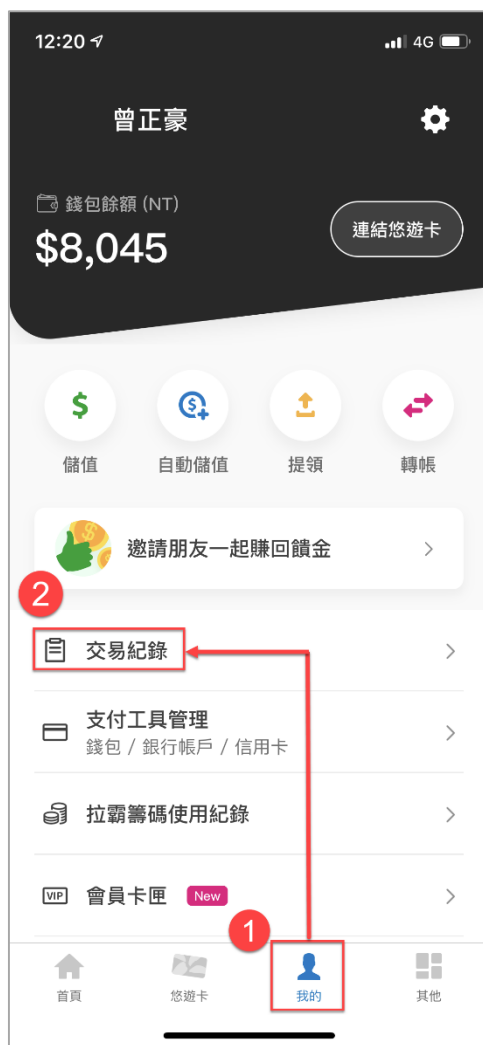 12:20
4G
曾正豪
錢包餘額 (NT)
$8,045
連結悠遊卡
儲值
自動儲值
提領
轉帳
邀請朋友一起賺回饋金
2
交易紀錄
支付工具管理
錢包 / 銀行帳戶 / 信用卡
拉霸籌碼使用紀錄
VIP
會員卡匣
New
1
首頁
悠遊卡
我的
其他